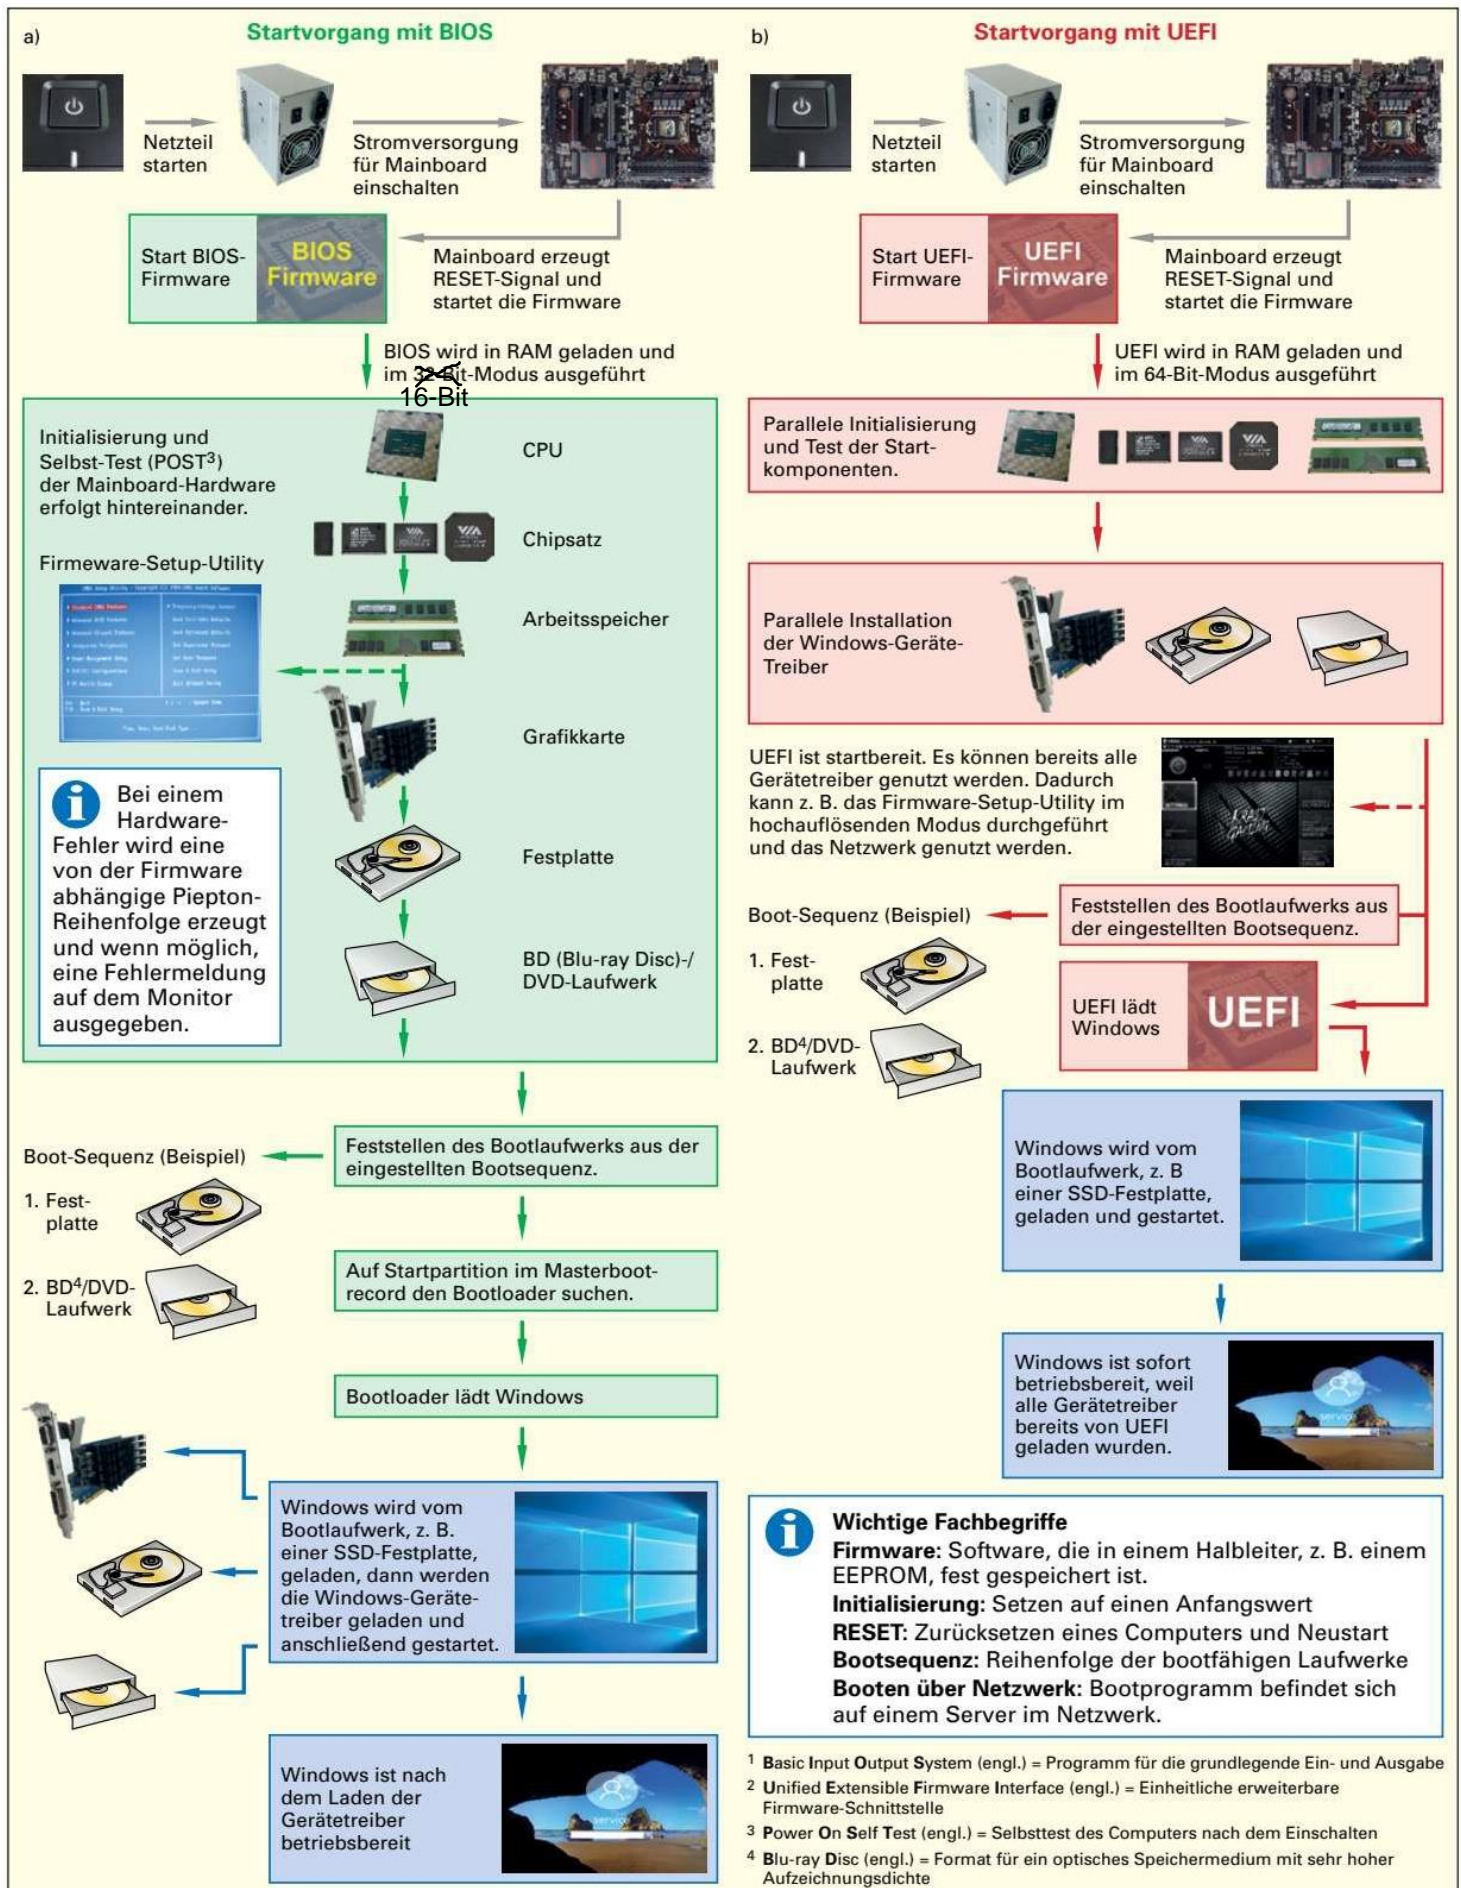 a)
Startvorgang mit BIOS
Netzteil
starten
Stromversorgung
für Mainboard
einschalten
Start BIOS-
Firmware
BIOS
Firmware
Mainboard erzeugt
RESET-Signal und
startet die Firmware
BIOS wird in RAM geladen und
im 32-Bit-Modus ausgeführt
16-Bit
Initialisierung und
Selbst-Test (POST³)
der Mainboard-Hardware
erfolgt hintereinander.
CPU
Chipsatz
Firmeware-Setup-Utility
Arbeitsspeicher
Grafikkarte
Bei einem
Hardware-
Fehler wird eine
von der Firmware
abhängige Piepton-
Reihenfolge erzeugt
und wenn möglich,
eine Fehlermeldung
auf dem Monitor
ausgegeben.
Festplatte
BD (Blu-ray Disc)-/
DVD-Laufwerk
Feststellen des Bootlaufwerks aus der
eingestellten Bootsequenz.
Boot-Sequenz (Beispiel)
1. Fest-
platte
2. BD⁴/DVD-
Laufwerk
Auf Startpartition im Masterboot-
record den Bootloader suchen.
Bootloader lädt Windows
Windows wird vom
Bootlaufwerk, z. B.
einer SSD-Festplatte,
geladen, dann werden
die Windows-Geräte-
treiber geladen und
anschließend gestartet.
Windows ist nach
dem Laden der
Gerätetreiber
betriebsbereit
service
b)
Startvorgang mit UEFI
Netzteil
starten
Stromversorgung
für Mainboard
einschalten
Start UEFI-
Firmware
UEFI
Firmware
Mainboard erzeugt
RESET-Signal und
startet die Firmware
UEFI wird in RAM geladen und
im 64-Bit-Modus ausgeführt
Parallele Initialisierung
und Test der Start-
komponenten.
Parallele Installation
der Windows-Geräte-
Treiber
UEFI ist startbereit. Es können bereits alle
Gerätetreiber genutzt werden. Dadurch
kann z. B. das Firmware-Setup-Utility im
hochauflösenden Modus durchgeführt
und das Netzwerk genutzt werden.
Feststellen des Bootlaufwerks aus
der eingestellten Bootsequenz.
Boot-Sequenz (Beispiel)
1. Fest-
platte
2. BD⁴/DVD-
Laufwerk
UEFI lädt
Windows
UEFI
Windows wird vom
Bootlaufwerk, z. B
einer SSD-Festplatte,
geladen und gestartet.
Windows ist sofort
betriebsbereit, weil
alle Gerätetreiber
bereits von UEFI
geladen wurden.
service
Wichtige Fachbegriffe
Firmware: Software, die in einem Halbleiter, z. B. einem
EEPROM, fest gespeichert ist.
Initialisierung: Setzen auf einen Anfangswert
RESET: Zurücksetzen eines Computers und Neustart
Bootsequenz: Reihenfolge der bootfähigen Laufwerke
Booten über Netzwerk: Bootprogramm befindet sich
auf einem Server im Netzwerk.
¹ Basic Input Output System (engl.) = Programm für die grundlegende Ein- und Ausgabe
² Unified Extensible Firmware Interface (engl.) = Einheitliche erweiterbare
Firmware-Schnittstelle
³ Power On Self Test (engl.) = Selbsttest des Computers nach dem Einschalten
⁴ Blu-ray Disc (engl.) = Format für ein optisches Speichermedium mit sehr hoher
Aufzeichnungsdichte